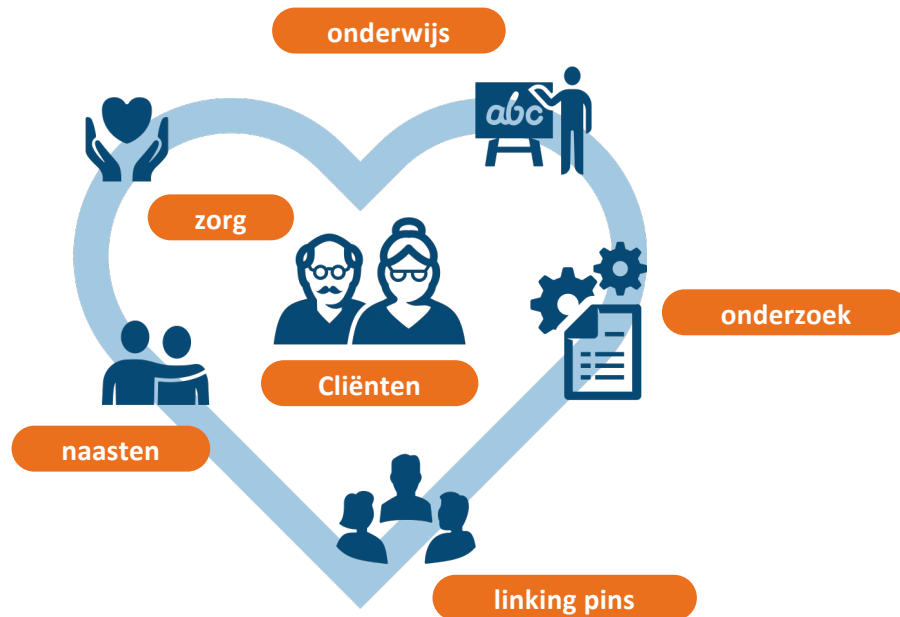 onderwijs
abc
zorg
onderzoek
Cliënten
naasten
linking pins